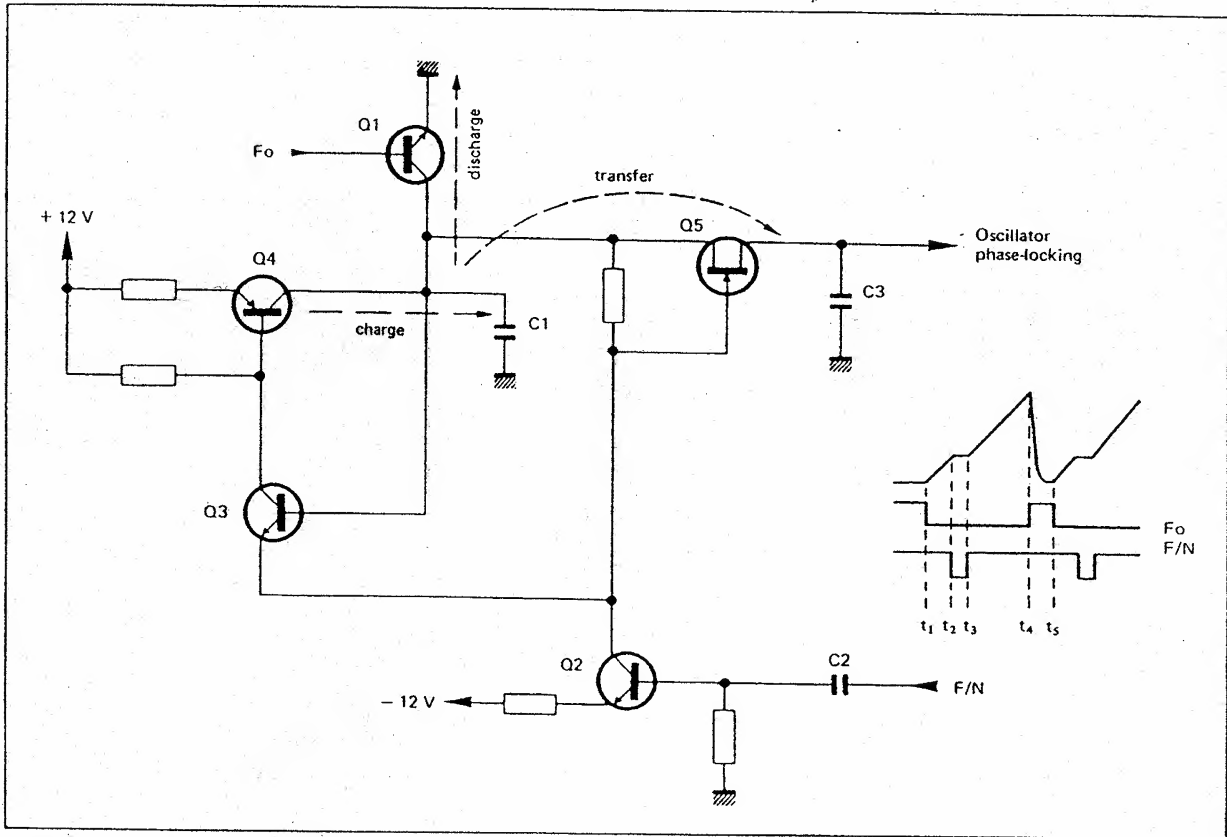 Q1
Fo
discharge
transfer
+ 12 V
Q4
Q5
Oscillator
phase-locking
charge
C1
C3
Q3
Fo
F/N
t1 t2 t3 t4 t5
Q2
C2
F/N
− 12 V